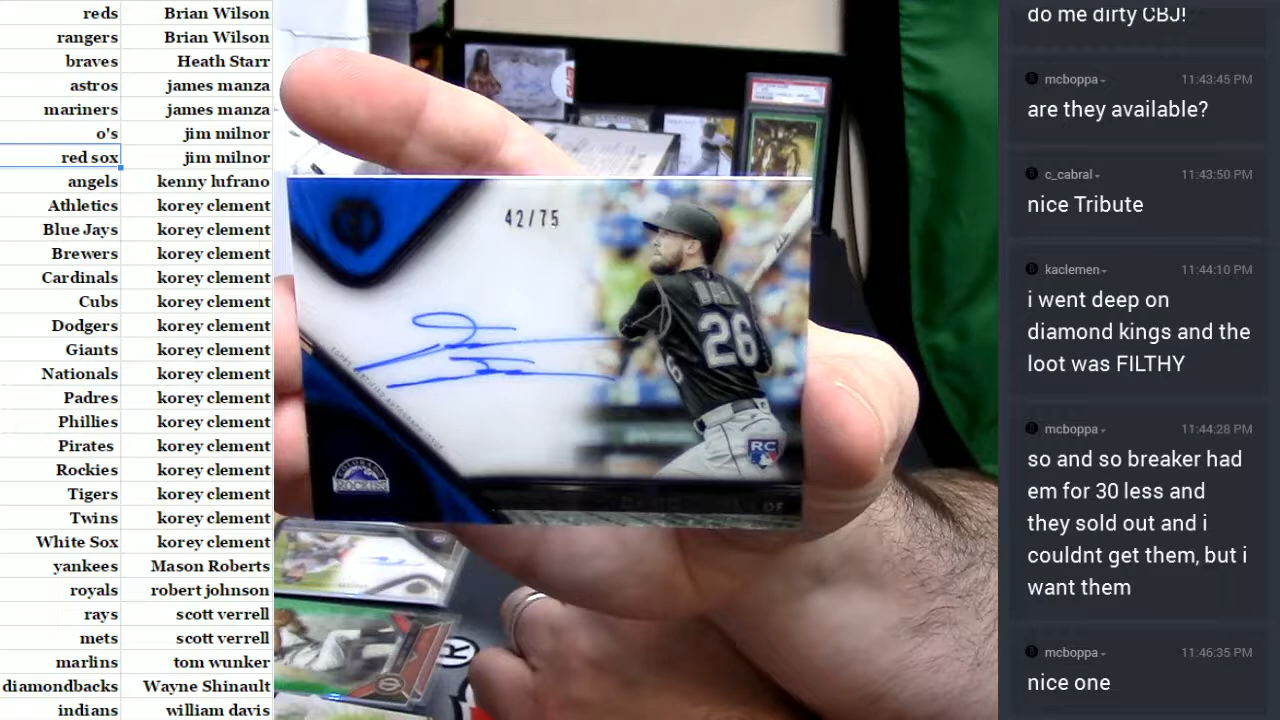 reds Brian Wilson
rangers Brian Wilson
braves Heath Starr
astros james manza
mariners james manza
o's jim milnor
red sox jim milnor
angels kenny lufrano
Athletics korey clement
Blue Jays korey clement
Brewers korey clement
Cardinals korey clement
Cubs korey clement
Dodgers korey clement
Giants korey clement
Nationals korey clement
Padres korey clement
Phillies korey clement
Pirates korey clement
Rockies korey clement
Tigers korey clement
Twins korey clement
White Sox korey clement
yankees Mason Roberts
royals robert johnson
rays scott verrell
mets scott verrell
marlins tom wunker
diamondbacks Wayne Shinault
indians william davis
42/75
26
RC
COLORADO
ROCKIES
OF
do me dirty CBJ!
mcboppa 11:43:45 PM
are they available?
c_cabral 11:43:50 PM
nice Tribute
kaclemen 11:44:10 PM
i went deep on
diamond kings and the
loot was FILTHY
mcboppa 11:44:28 PM
so and so breaker had
em for 30 less and
they sold out and i
couldnt get them, but i
want them
mcboppa 11:46:35 PM
nice one